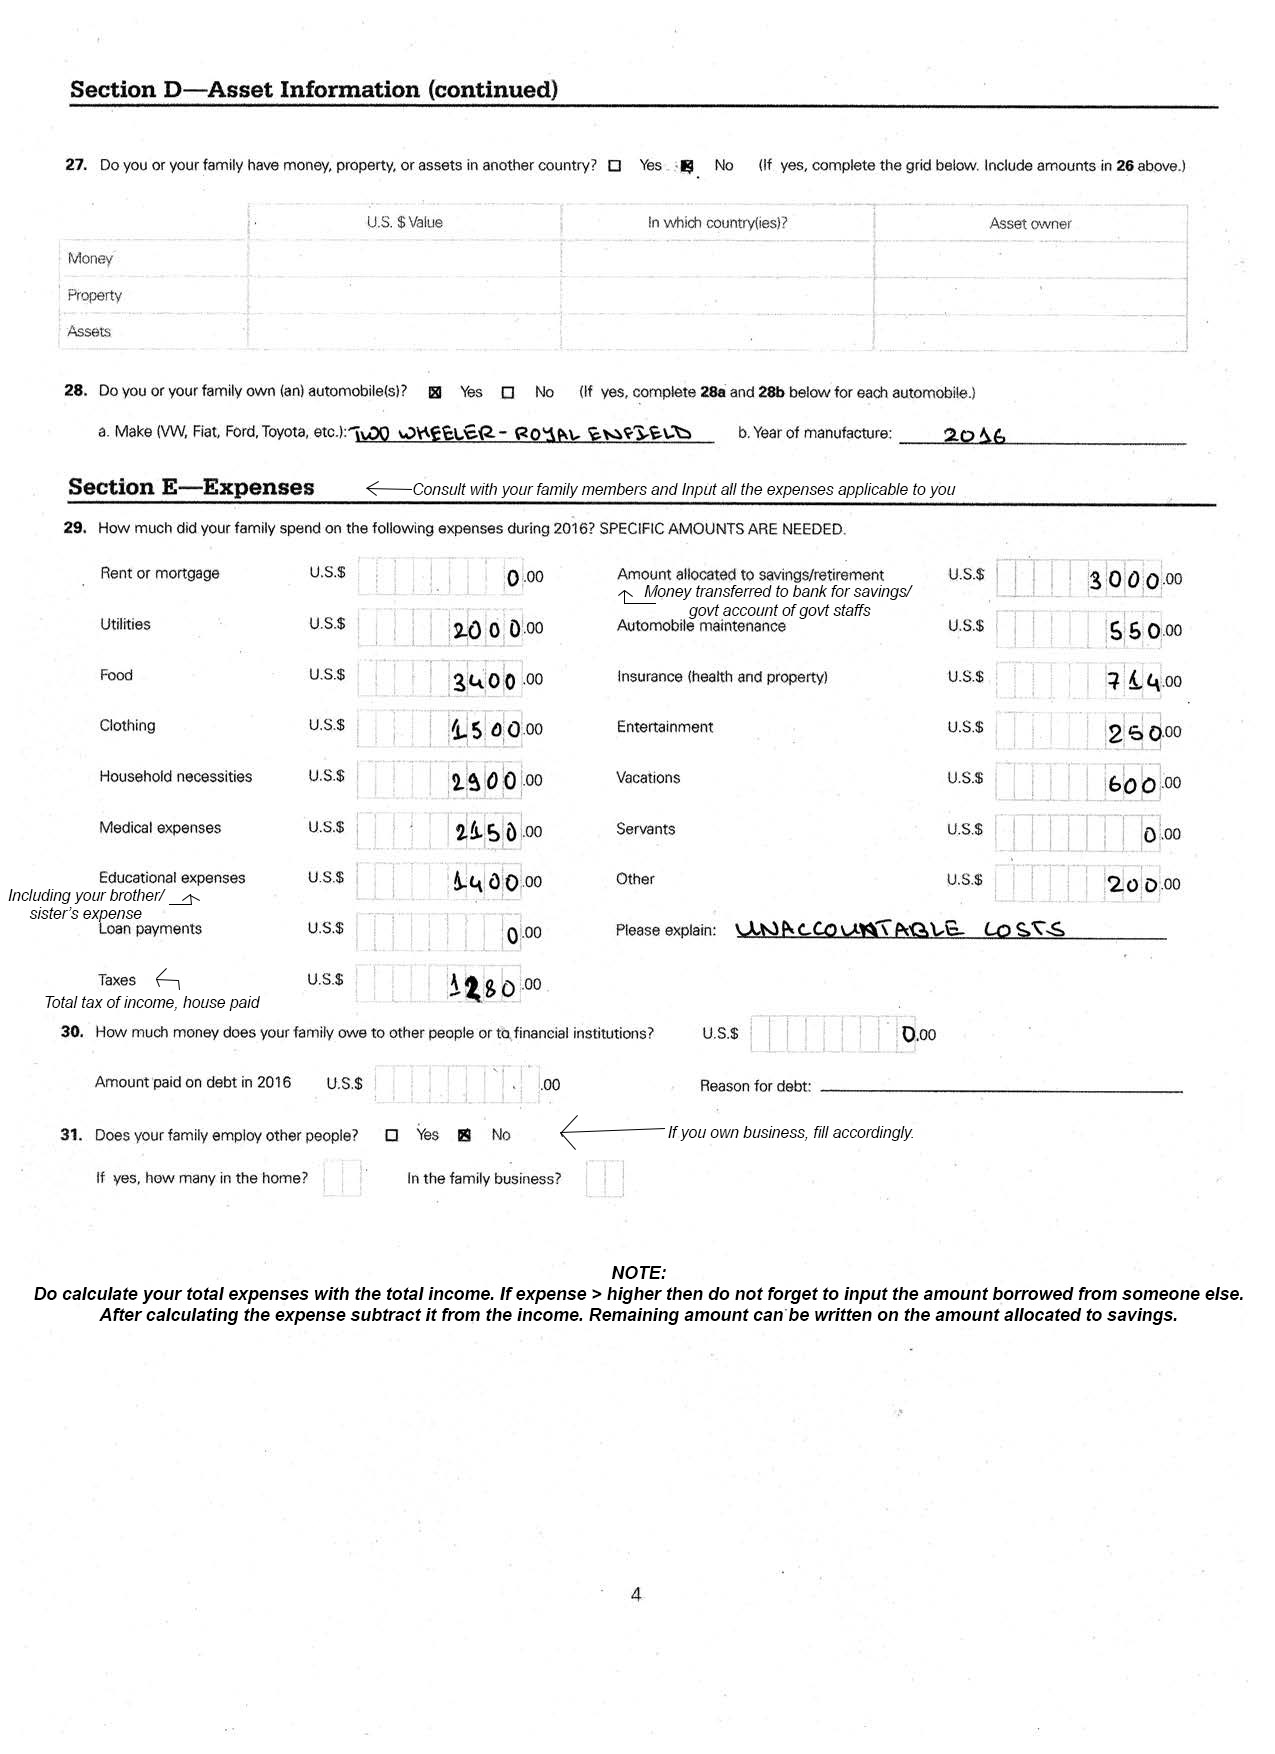 Section D—Asset Information (continued)
27. Do you or your family have money, property, or assets in another country? Yes No (If yes, complete the grid below. Include amounts in 26 above.)
U.S. $ Value In which country(ies)? Asset owner
Money
Property
Assets
28. Do you or your family own (an) automobile(s)? Yes No (If yes, complete 28a and 28b below for each automobile.)
a. Make (VW, Fiat, Ford, Toyota, etc.): TWO WHEELER - ROYAL ENFIELD b. Year of manufacture: 2016
Section E—Expenses Consult with your family members and Input all the expenses applicable to you
29. How much did your family spend on the following expenses during 2016? SPECIFIC AMOUNTS ARE NEEDED.
Rent or mortgage U.S.$ 0.00 Amount allocated to savings/retirement U.S.$ 3000.00
Money transferred to bank for savings/
govt account of govt staffs
Utilities U.S.$ 2000.00 Automobile maintenance U.S.$ 550.00
Food U.S.$ 3400.00 Insurance (health and property) U.S.$ 714.00
Clothing U.S.$ 1500.00 Entertainment U.S.$ 250.00
Household necessities U.S.$ 2900.00 Vacations U.S.$ 600.00
Medical expenses U.S.$ 2150.00 Servants U.S.$ 0.00
Educational expenses U.S.$ 1400.00 Other U.S.$ 200.00
Including your brother/
sister's expense
Loan payments U.S.$ 0.00 Please explain: UNACCOUNTABLE COSTS
Taxes U.S.$ 1280.00
Total tax of income, house paid
30. How much money does your family owe to other people or to financial institutions? U.S.$ 0.00
Amount paid on debt in 2016 U.S.$ .00 Reason for debt:
31. Does your family employ other people? Yes No If you own business, fill accordingly.
If yes, how many in the home? In the family business?
NOTE:
Do calculate your total expenses with the total income. If expense > higher then do not forget to input the amount borrowed from someone else.
After calculating the expense subtract it from the income. Remaining amount can be written on the amount allocated to savings.
4